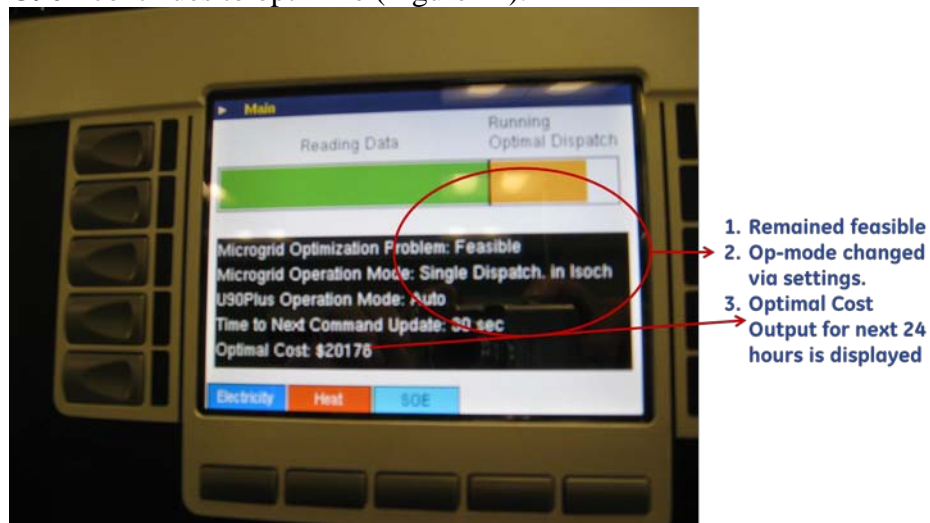 Main
Reading Data
Running
Optimal Dispatch
Microgrid Optimization Problem: Feasible
Microgrid Operation Mode: Single Dispatch. in Isoch
U90Plus Operation Mode: Auto
Time to Next Command Update: 39 sec
Optimal Cost: $20176
Electricity Heat SOE
1. Remained feasible
2. Op-mode changed
via settings.
3. Optimal Cost
Output for next 24
hours is displayed